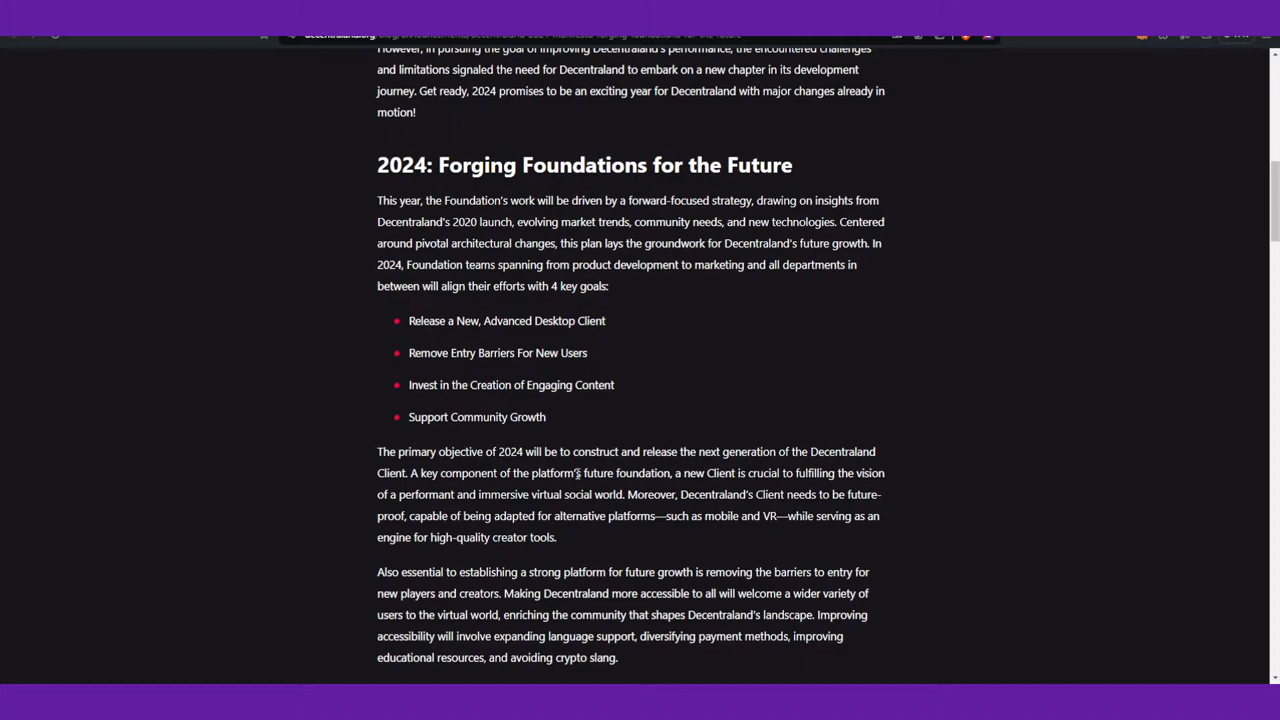 However, in pursuing the goal of improving Decentraland's performance, the encountered challenges
and limitations signaled the need for Decentraland to embark on a new chapter in its development
journey. Get ready, 2024 promises to be an exciting year for Decentraland with major changes already in
motion!
2024: Forging Foundations for the Future
This year, the Foundation's work will be driven by a forward-focused strategy, drawing on insights from
Decentraland's 2020 launch, evolving market trends, community needs, and new technologies. Centered
around pivotal architectural changes, this plan lays the groundwork for Decentraland's future growth. In
2024, Foundation teams spanning from product development to marketing and all departments in
between will align their efforts with 4 key goals:
Release a New, Advanced Desktop Client
Remove Entry Barriers For New Users
Invest in the Creation of Engaging Content
Support Community Growth
The primary objective of 2024 will be to construct and release the next generation of the Decentraland
Client. A key component of the platform's future foundation, a new Client is crucial to fulfilling the vision
of a performant and immersive virtual social world. Moreover, Decentraland's Client needs to be future-
proof, capable of being adapted for alternative platforms—such as mobile and VR—while serving as an
engine for high-quality creator tools.
Also essential to establishing a strong platform for future growth is removing the barriers to entry for
new players and creators. Making Decentraland more accessible to all will welcome a wider variety of
users to the virtual world, enriching the community that shapes Decentraland's landscape. Improving
accessibility will involve expanding language support, diversifying payment methods, improving
educational resources, and avoiding crypto slang.